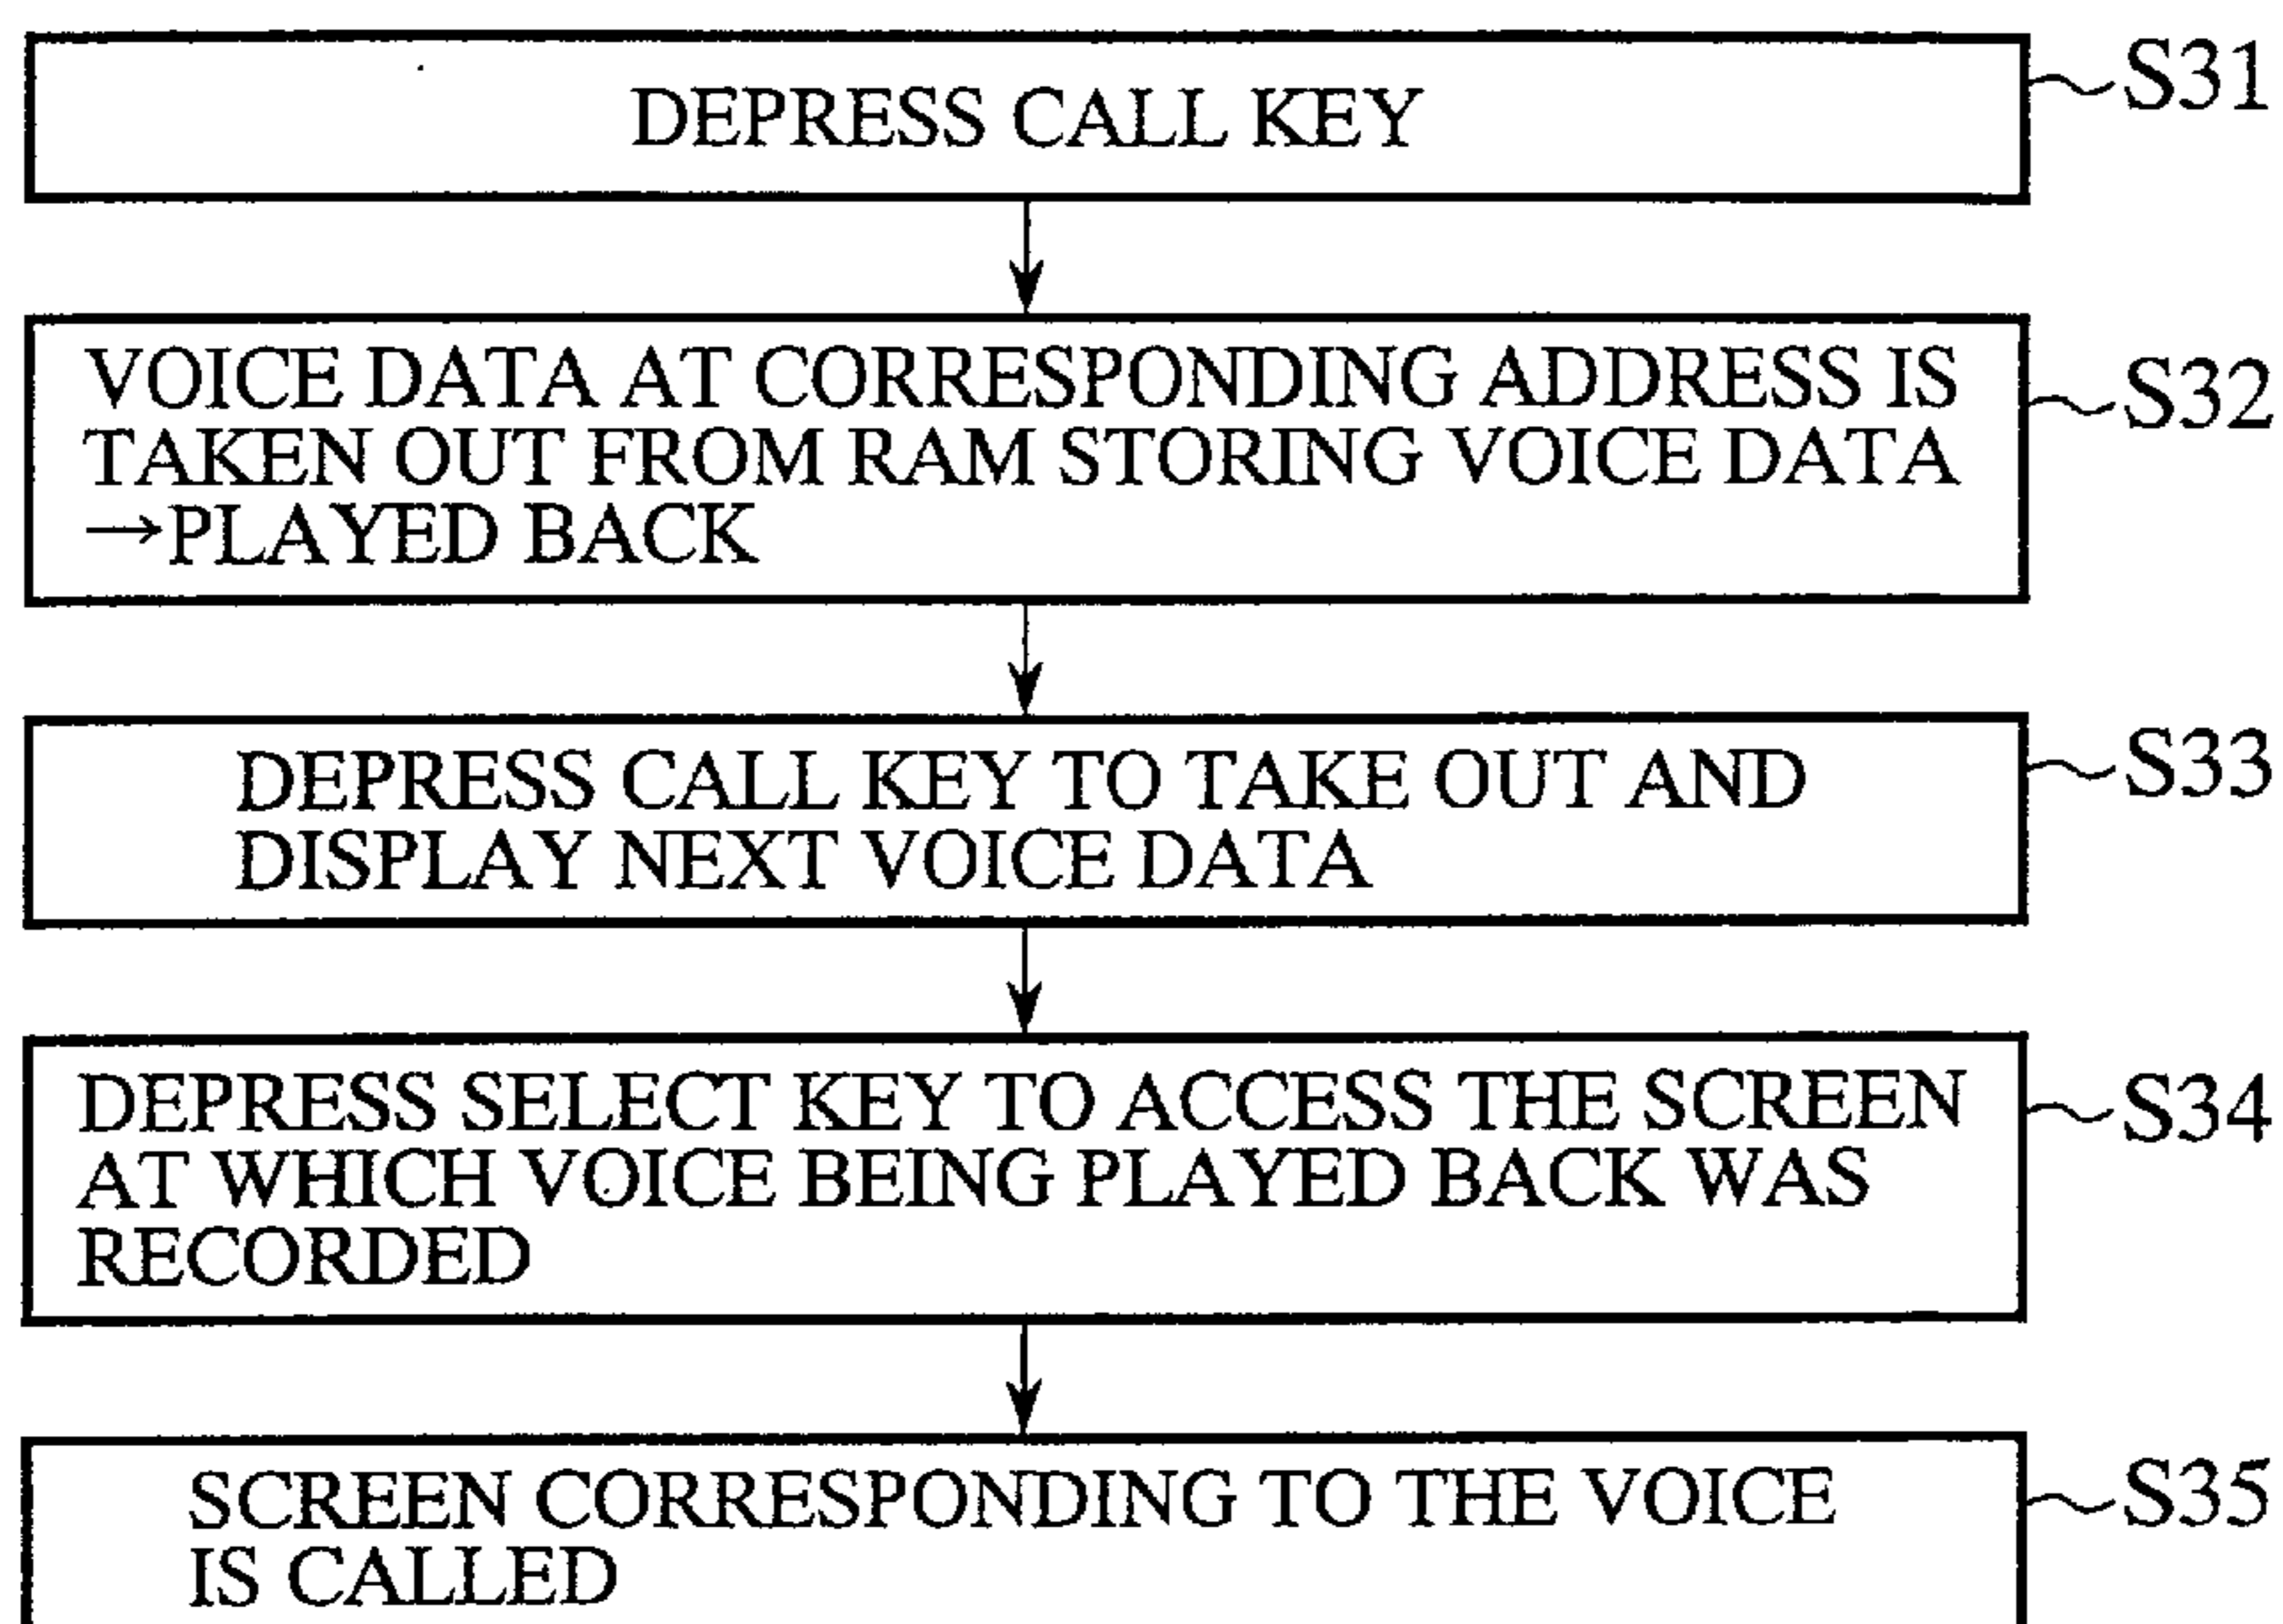 DEPRESS CALL KEY
S31
VOICE DATA AT CORRESPONDING ADDRESS IS
TAKEN OUT FROM RAM STORING VOICE DATA
→PLAYED BACK
S32
DEPRESS CALL KEY TO TAKE OUT AND
DISPLAY NEXT VOICE DATA
S33
DEPRESS SELECT KEY TO ACCESS THE SCREEN
AT WHICH VOICE BEING PLAYED BACK WAS
RECORDED
S34
SCREEN CORRESPONDING TO THE VOICE
IS CALLED
S35